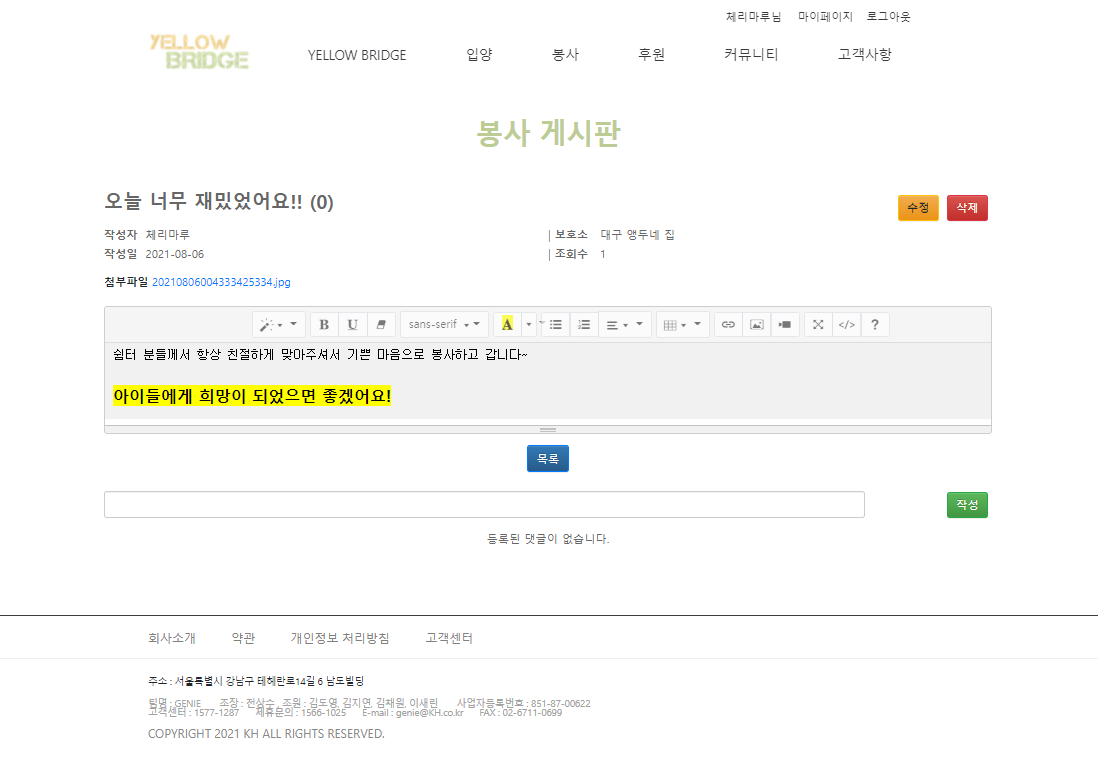 체리마루님 마이페이지 로그아웃
YELLOW BRIDGE
YELLOW BRIDGE 입양 봉사 후원 커뮤니티 고객사항
봉사 게시판
오늘 너무 재밌었어요!! (0)
수정 삭제
작성자 체리마루 | 보호소 대구 앵두네 집
작성일 2021-08-06 | 조회수 1
첨부파일 20210806004333425334.jpg
B U sans-serif A </> ?
쉼터 분들께서 항상 친절하게 맞아주셔서 기쁜 마음으로 봉사하고 갑니다~
아이들에게 희망이 되었으면 좋겠어요!
목록
작성
등록된 댓글이 없습니다.
회사소개 약관 개인정보 처리방침 고객센터
주소 : 서울특별시 강남구 테헤란로14길 6 남도빌딩
팀명 : GENIE 조장 : 전상수 , 조원 : 김도영, 김지연, 김채원, 이새린 사업자등록번호 : 851-87-00622
고객센터 : 1577-1287 제휴문의 : 1566-1025 E-mail : genie@KH.co.kr FAX : 02-6711-0699
COPYRIGHT 2021 KH ALL RIGHTS RESERVED.